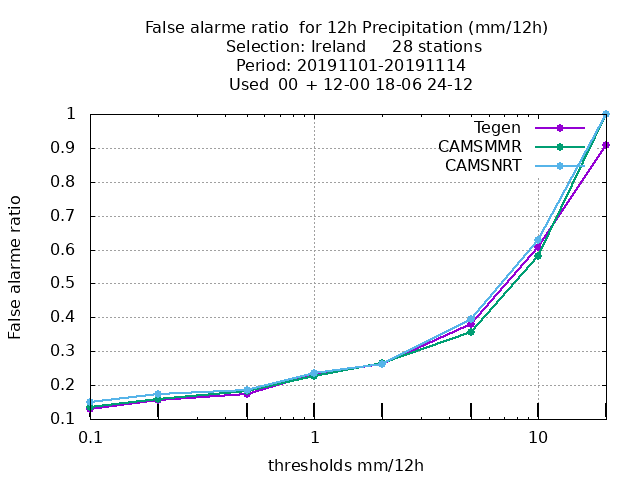 False alarme ratio  for 12h Precipitation (mm/12h)
Selection: Ireland     28 stations
Period: 20191101-20191114
Used  00 + 12-00 18-06 24-12
Tegen
CAMSMMR
CAMSNRT
1
0.9
0.8
0.7
0.6
0.5
0.4
0.3
0.2
0.1
False alarme ratio
0.1 1 10
thresholds mm/12h